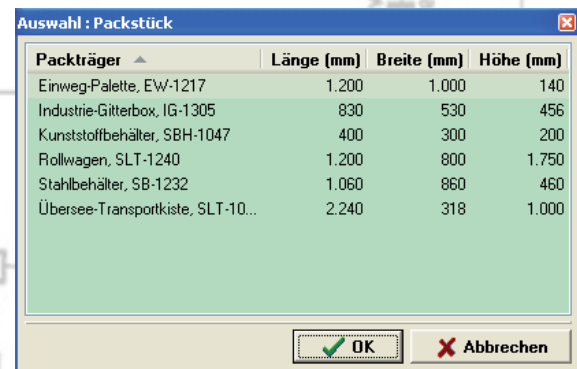 Auswahl : Packstück
Packträger Länge (mm) Breite (mm) Höhe (mm)
Einweg-Palette, EW-1217 1.200 1.000 140
Industrie-Gitterbox, IG-1305 830 530 456
Kunststoffbehälter, SBH-1047 400 300 200
Rollwagen, SLT-1240 1.200 800 1.750
Stahlbehälter, SB-1232 1.060 860 460
Übersee-Transportkiste, SLT-10... 2.240 318 1.000
OK Abbrechen